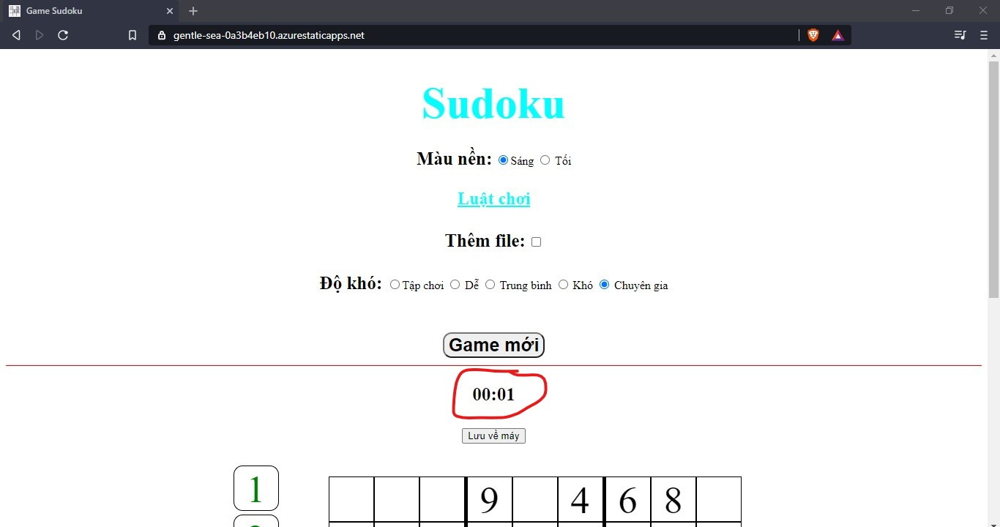 Game Sudoku
gentle-sea-0a3b4eb10.azurestaticapps.net
Sudoku
Màu nền: Sáng Tối
Luật chơi
Thêm file:
Độ khó: Tập chơi Dễ Trung bình Khó Chuyên gia
Game mới
00:01
Lưu về máy
1
9 4 6 8